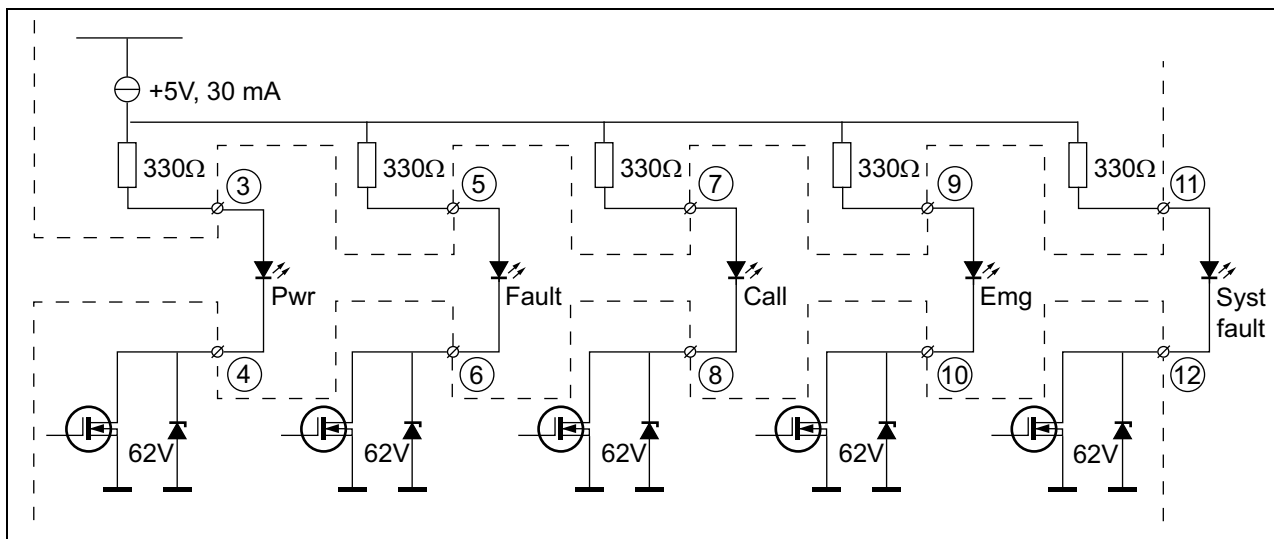 +5V, 30 mA
330Ω
330Ω
330Ω
330Ω
330Ω
3
5
7
9
11
Pwr
Fault
Call
Emg
Syst
fault
4
6
8
10
12
62V
62V
62V
62V
62V